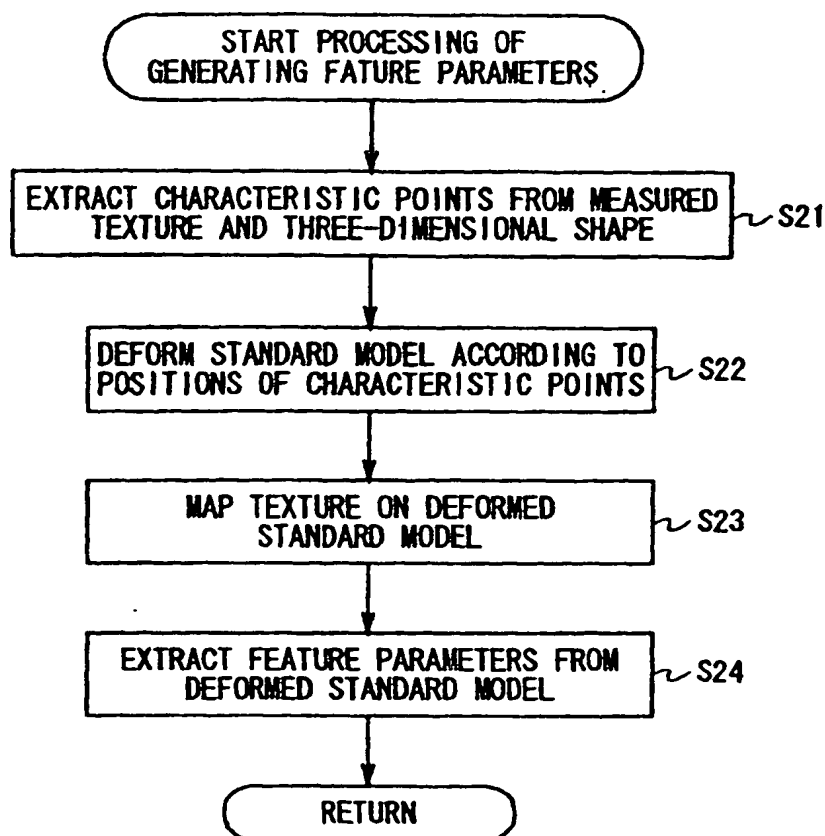 START PROCESSING OF
GENERATING FATURE PARAMETERS
EXTRACT CHARACTERISTIC POINTS FROM MEASURED
TEXTURE AND THREE-DIMENSIONAL SHAPE
S21
DEFORM STANDARD MODEL ACCORDING TO
POSITIONS OF CHARACTERISTIC POINTS
S22
MAP TEXTURE ON DEFORMED
STANDARD MODEL
S23
EXTRACT FEATURE PARAMETERS FROM
DEFORMED STANDARD MODEL
S24
RETURN